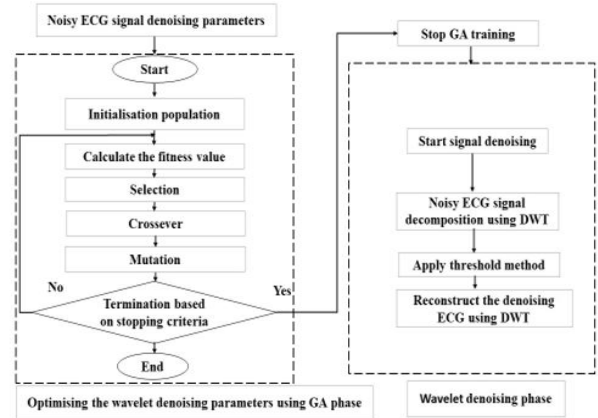 Noisy ECG signal denoising parameters
Start
Initialisation population
Calculate the fitness value
Selection
Crossever
Mutation
No
Termination based
on stopping criteria
Yes
End
Optimising the wavelet denoising parameters using GA phase
Stop GA training
Start signal denoising
Noisy ECG signal
decomposition using DWT
Apply threshold method
Reconstruct the denoising
ECG using DWT
Wavelet denoising phase